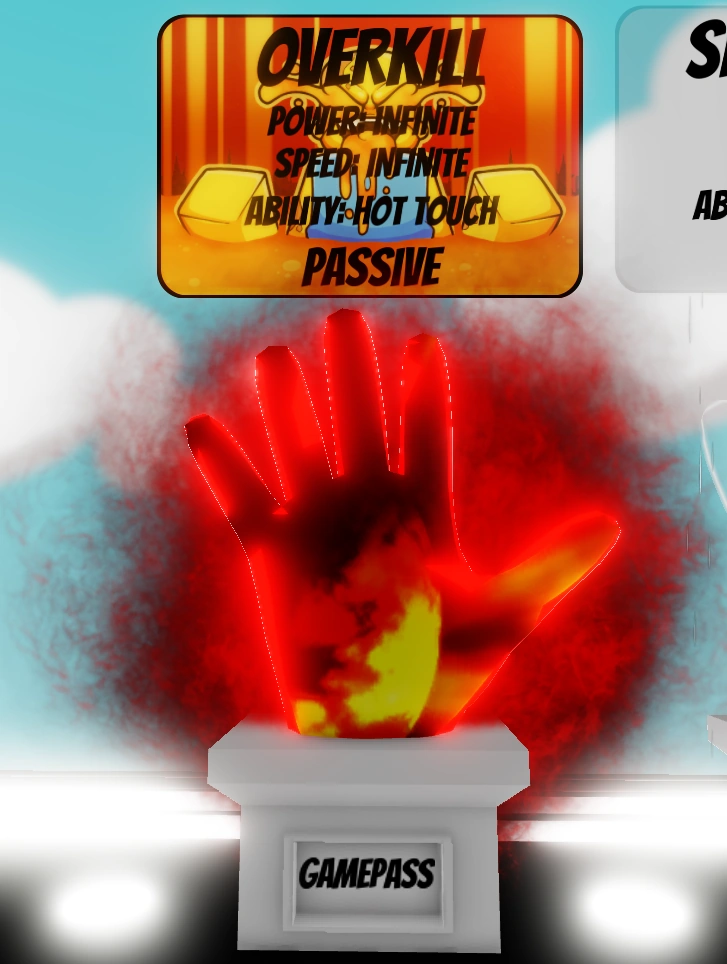 OVERKILL
POWER: INFINITE
SPEED: INFINITE
ABILITY: HOT TOUCH
PASSIVE
GAMEPASS